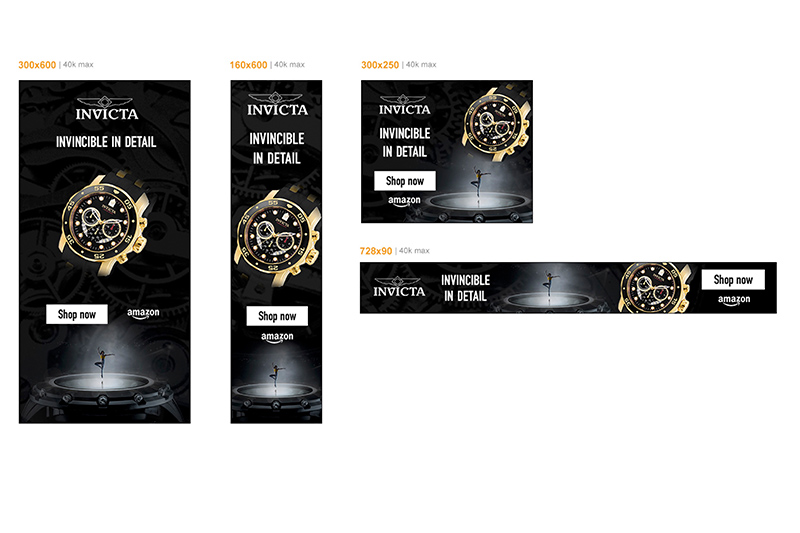 300x600 | 40k max
INVICTA
INVINCIBLE IN DETAIL
Shop now
amazon
160x600 | 40k max
INVICTA
INVINCIBLE
IN DETAIL
Shop now
amazon
300x250 | 40k max
INVICTA
INVINCIBLE
IN DETAIL
Shop now
amazon
728x90 | 40k max
INVICTA
INVINCIBLE
IN DETAIL
Shop now
amazon